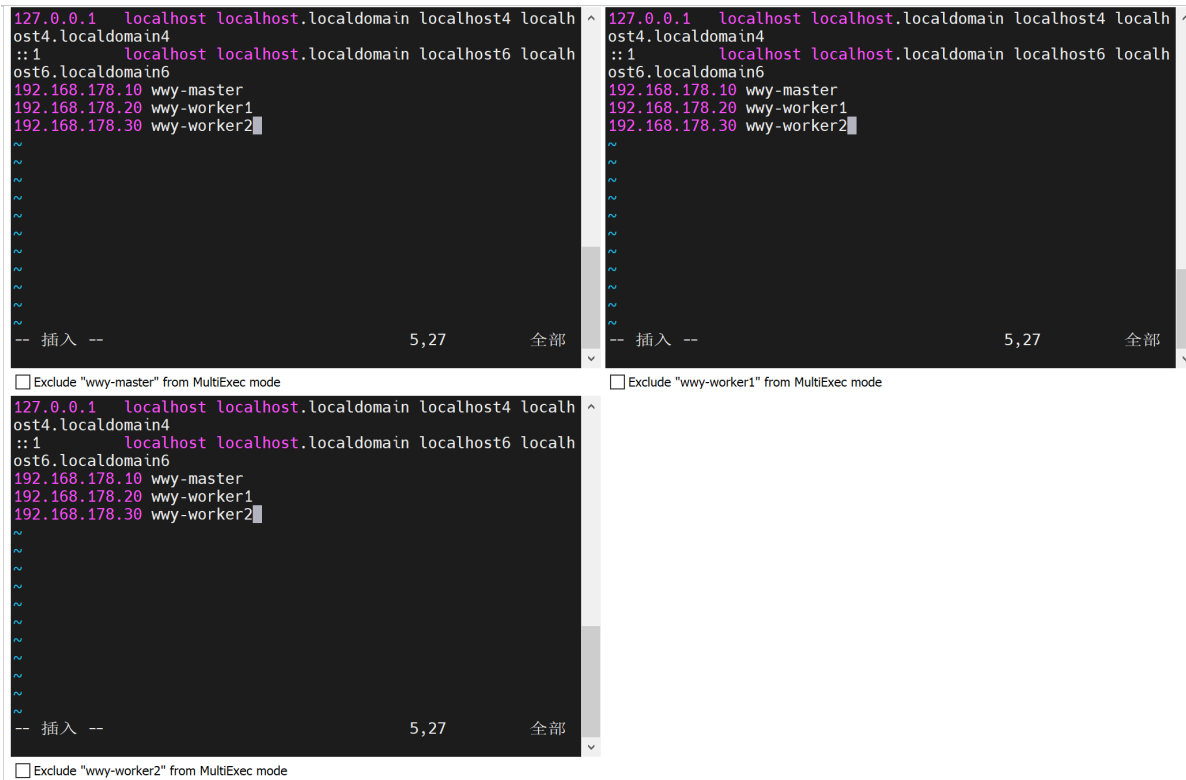 127.0.0.1   localhost localhost.localdomain localhost4 localh
ost4.localdomain4
::1         localhost localhost.localdomain localhost6 localh
ost6.localdomain6
192.168.178.10 wwy-master
192.168.178.20 wwy-worker1
192.168.178.30 wwy-worker2
~
~
~
~
~
~
~
~
~
~
~
-- 插入 --                                   5,27         全部
Exclude "wwy-master" from MultiExec mode
127.0.0.1   localhost localhost.localdomain localhost4 localh
ost4.localdomain4
::1         localhost localhost.localdomain localhost6 localh
ost6.localdomain6
192.168.178.10 wwy-master
192.168.178.20 wwy-worker1
192.168.178.30 wwy-worker2
~
~
~
~
~
~
~
~
~
~
~
-- 插入 --                                   5,27         全部
Exclude "wwy-worker1" from MultiExec mode
127.0.0.1   localhost localhost.localdomain localhost4 localh
ost4.localdomain4
::1         localhost localhost.localdomain localhost6 localh
ost6.localdomain6
192.168.178.10 wwy-master
192.168.178.20 wwy-worker1
192.168.178.30 wwy-worker2
~
~
~
~
~
~
~
~
~
~
~
-- 插入 --                                   5,27         全部
Exclude "wwy-worker2" from MultiExec mode